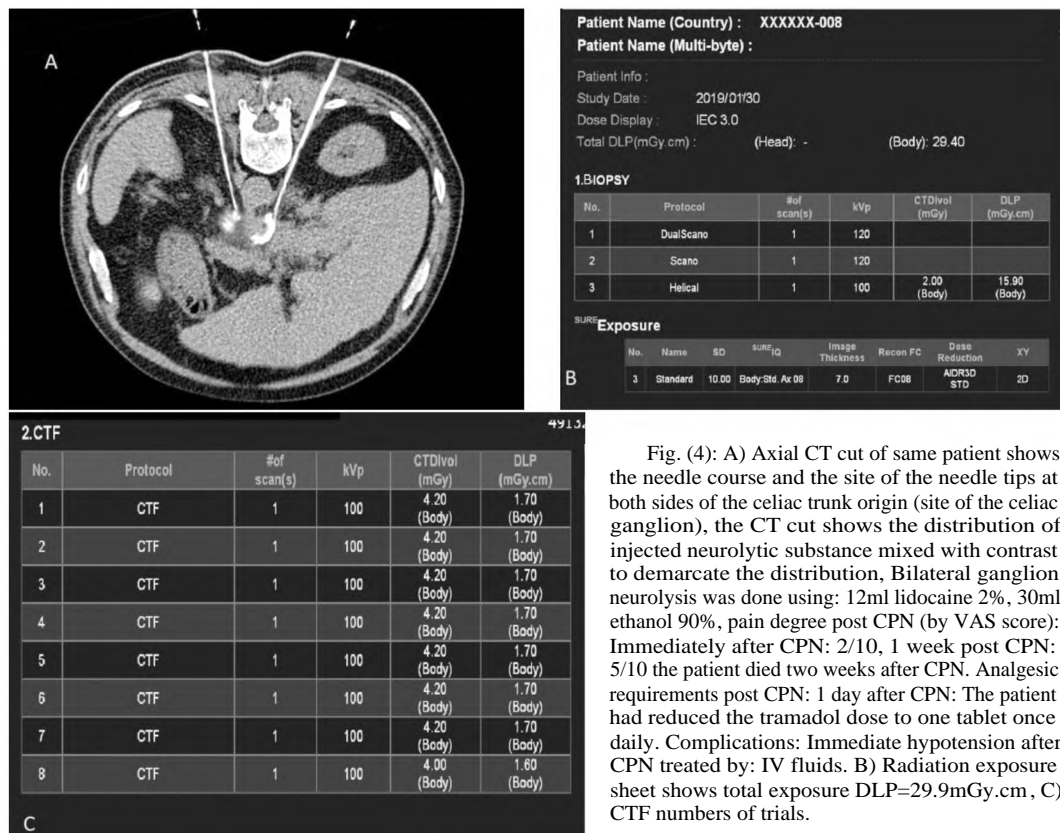 A
Patient Name (Country) : XXXXXX-008
Patient Name (Multi-byte) :
Patient Info :
Study Date : 2019/01/30
Dose Display : IEC 3.0
Total DLP(mGy.cm) : (Head): - (Body): 29.40
1.BIOPSY
No. Protocol #of scan(s) kVp CTDIvol (mGy) DLP (mGy.cm)
1 DualScano 1 120
2 Scano 1 120
3 Helical 1 100 2.00 (Body) 15.90 (Body)
SURE Exposure
No. Name SD SURE IQ Image Thickness Recon FC Dose Reduction XY
3 Standard 10.00 Body:Std. Ax 08 7.0 FC08 AIDR3D STD 2D
B
2.CTF
No. Protocol #of scan(s) kVp CTDIvol (mGy) DLP (mGy.cm)
1 CTF 1 100 4.20 (Body) 1.70 (Body)
2 CTF 1 100 4.20 (Body) 1.70 (Body)
3 CTF 1 100 4.20 (Body) 1.70 (Body)
4 CTF 1 100 4.20 (Body) 1.70 (Body)
5 CTF 1 100 4.20 (Body) 1.70 (Body)
6 CTF 1 100 4.20 (Body) 1.70 (Body)
7 CTF 1 100 4.20 (Body) 1.70 (Body)
8 CTF 1 100 4.00 (Body) 1.60 (Body)
C
Fig. (4): A) Axial CT cut of same patient shows
the needle course and the site of the needle tips at
both sides of the celiac trunk origin (site of the celiac
ganglion), the CT cut shows the distribution of
injected neurolytic substance mixed with contrast
to demarcate the distribution, Bilateral ganglion
neurolysis was done using: 12ml lidocaine 2%, 30ml
ethanol 90%, pain degree post CPN (by VAS score):
Immediately after CPN: 2/10, 1 week post CPN:
5/10 the patient died two weeks after CPN. Analgesic
requirements post CPN: 1 day after CPN: The patient
had reduced the tramadol dose to one tablet once
daily. Complications: Immediate hypotension after
CPN treated by: IV fluids. B) Radiation exposure
sheet shows total exposure DLP=29.9mGy.cm , C)
CTF numbers of trials.